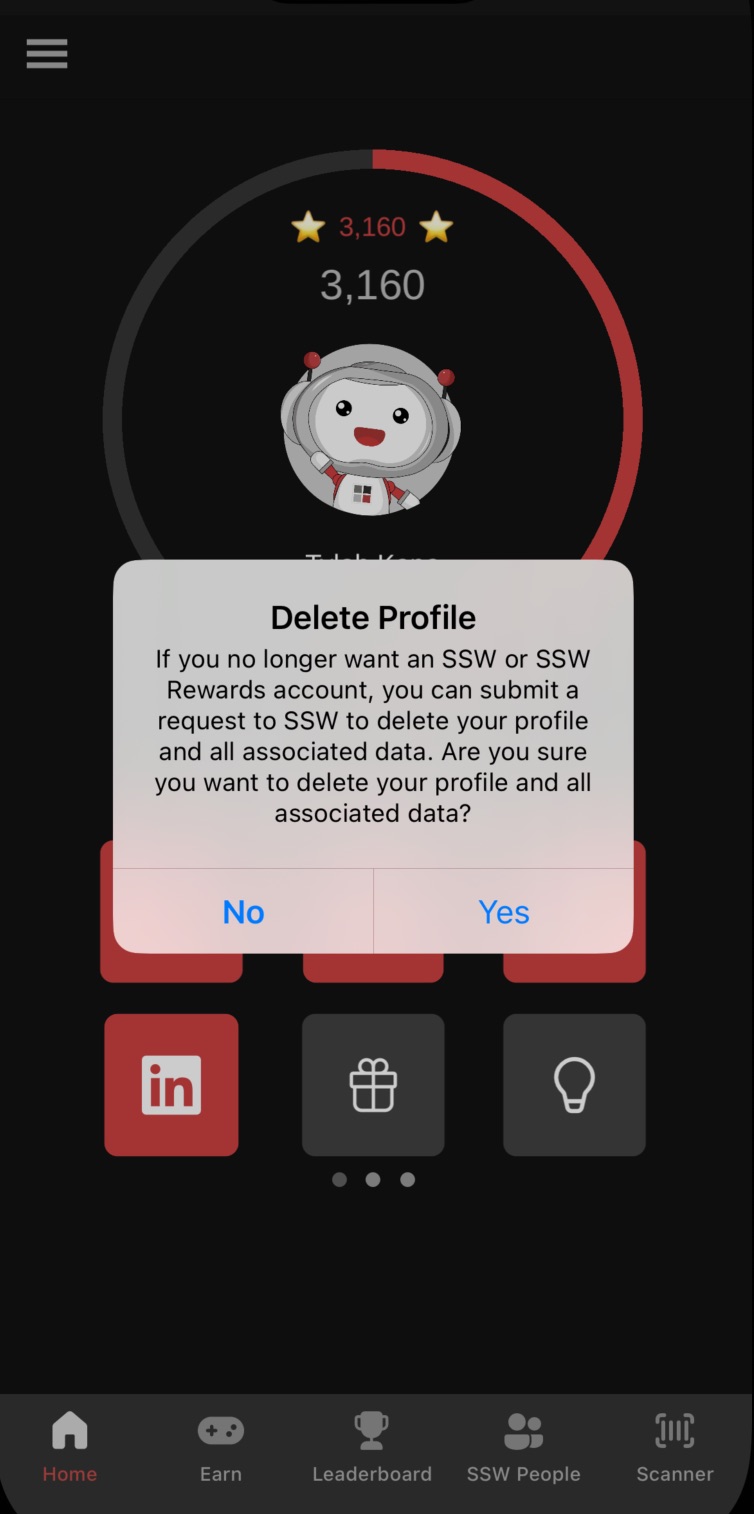 3,160
3,160
Delete Profile
If you no longer want an SSW or SSW
Rewards account, you can submit a
request to SSW to delete your profile
and all associated data. Are you sure
you want to delete your profile and all
associated data?
No Yes
in
Home Earn Leaderboard SSW People Scanner